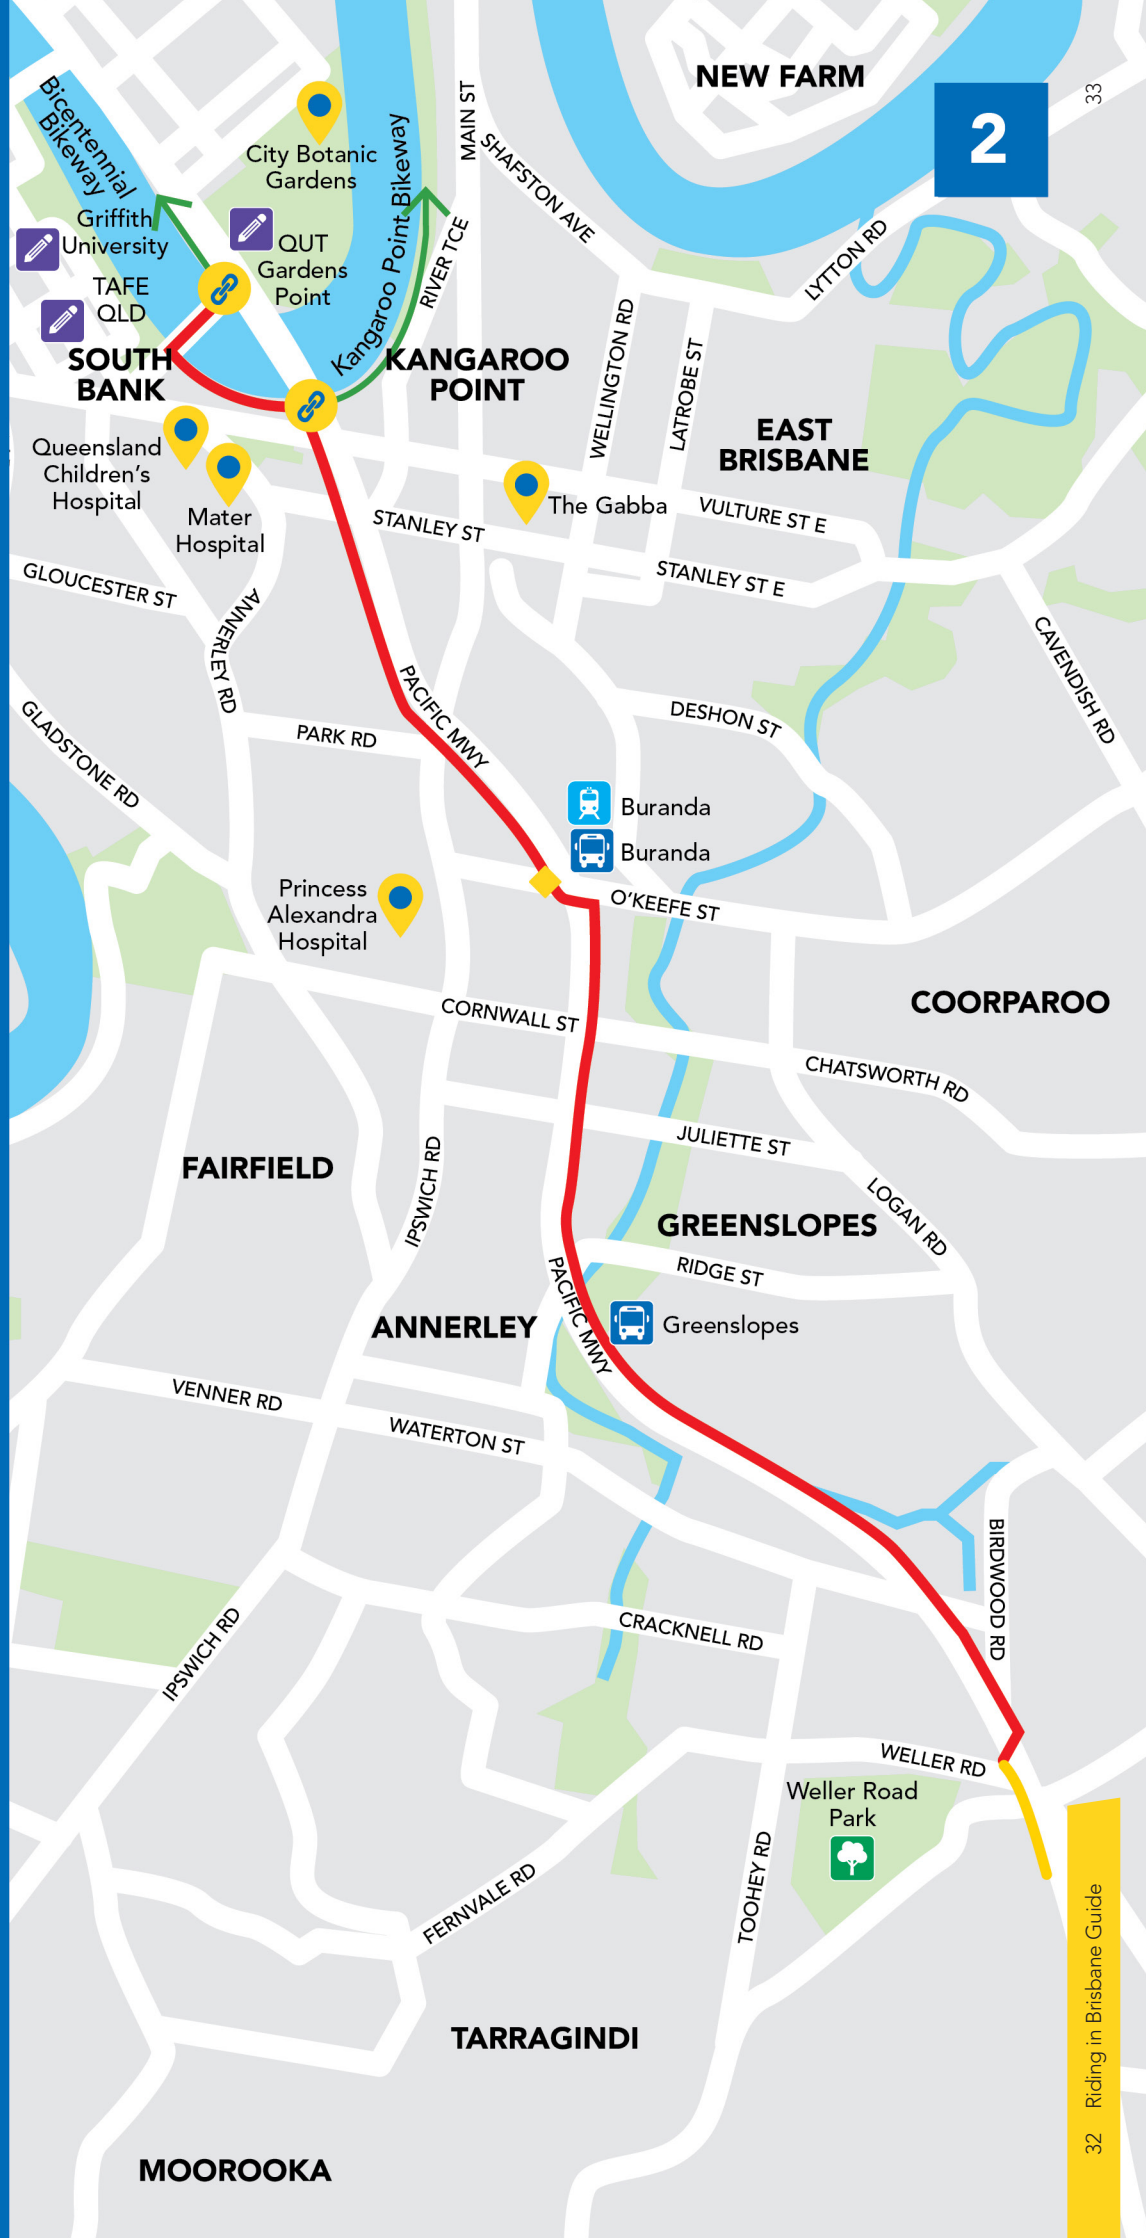 NEW FARM
2
33
Bicentennial
Bikeway
City Botanic
Gardens
Griffith
University
QUT
Gardens
Point
TAFE
QLD
Kangaroo Point Bikeway
MAIN ST
SHAFSTON AVE
RIVER TCE
LYTTON RD
SOUTH
BANK
KANGAROO
POINT
WELLINGTON RD
LATROBE ST
EAST
BRISBANE
Queensland
Children's
Hospital
Mater
Hospital
The Gabba
VULTURE ST E
STANLEY ST
STANLEY ST E
GLOUCESTER ST
ANNERLEY RD
CAVENDISH RD
PACIFIC MWY
DESHON ST
GLADSTONE RD
PARK RD
Buranda
Buranda
Princess
Alexandra
Hospital
O'KEEFE ST
COORPAROO
CORNWALL ST
CHATSWORTH RD
FAIRFIELD
IPSWICH RD
JULIETTE ST
LOGAN RD
GREENSLOPES
RIDGE ST
PACIFIC MWY
ANNERLEY
Greenslopes
VENNER RD
WATERTON ST
BIRDWOOD RD
IPSWICH RD
CRACKNELL RD
WELLER RD
Weller Road
Park
TOOHEY RD
FERNVALE RD
TARRAGINDI
MOOROOKA
32 Riding in Brisbane Guide